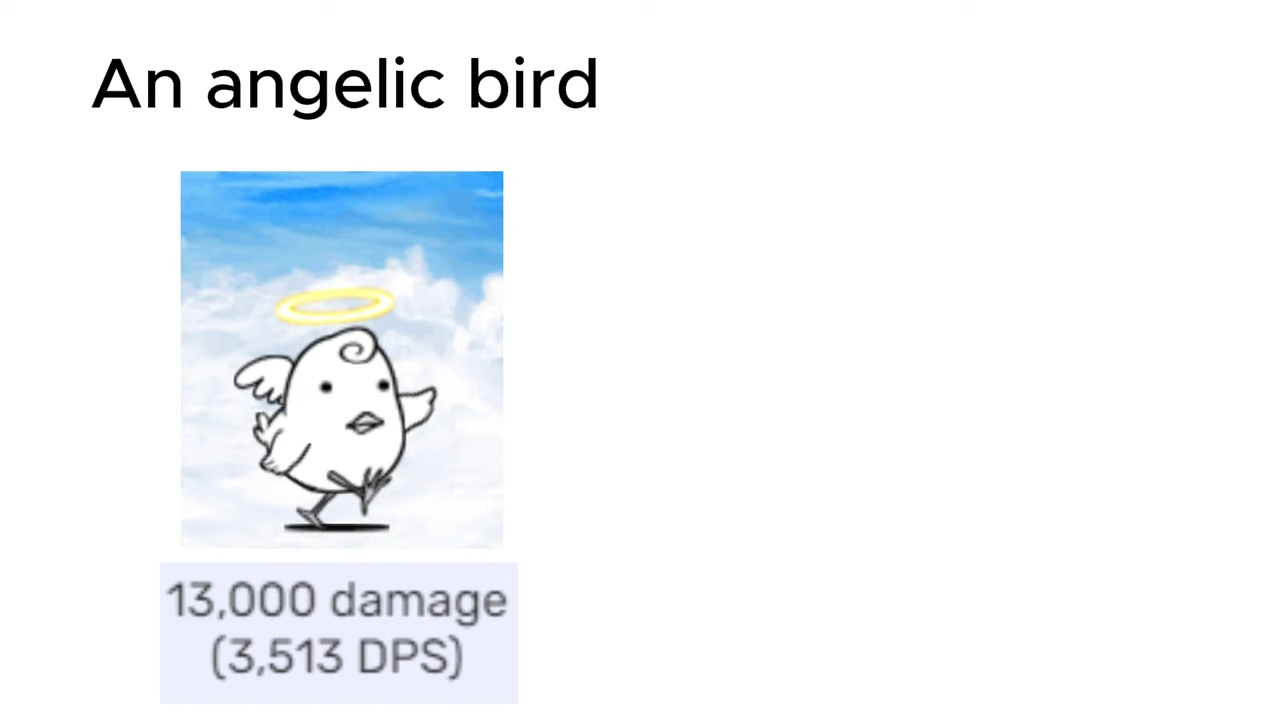 An angelic bird
13,000 damage
(3,513 DPS)